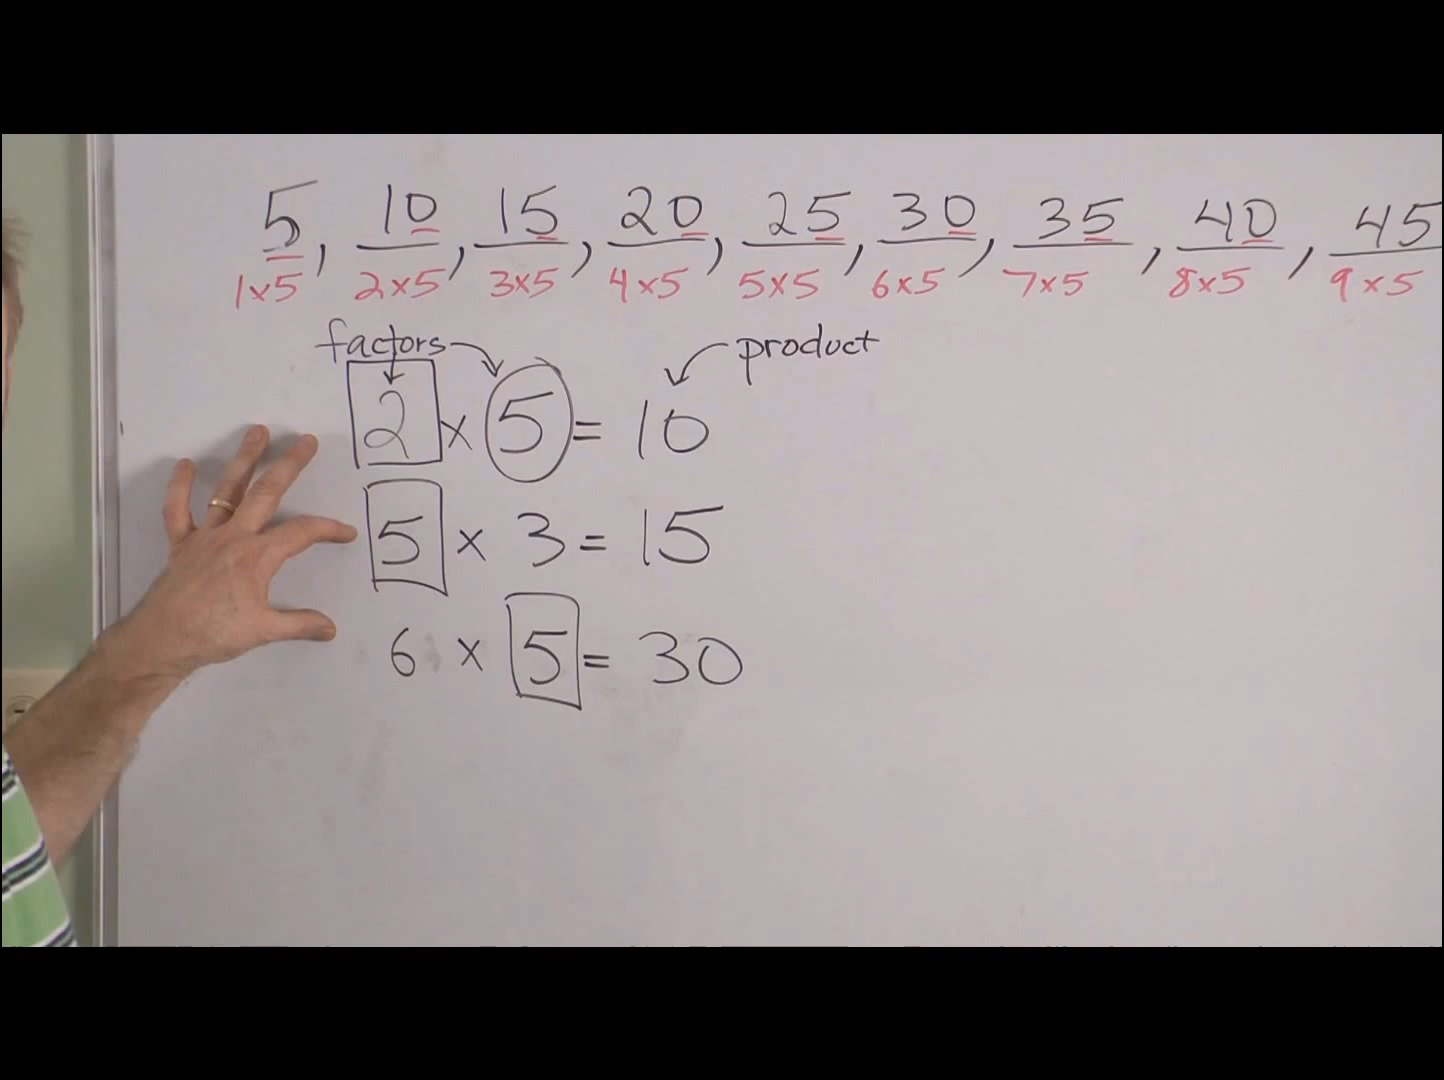 5, 10, 15, 20, 25, 30, 35, 40, 45
1x5 2x5 3x5 4x5 5x5 6x5 7x5 8x5 9x5
factors product
2 x 5 = 10
5 x 3 = 15
6 x 5 = 30